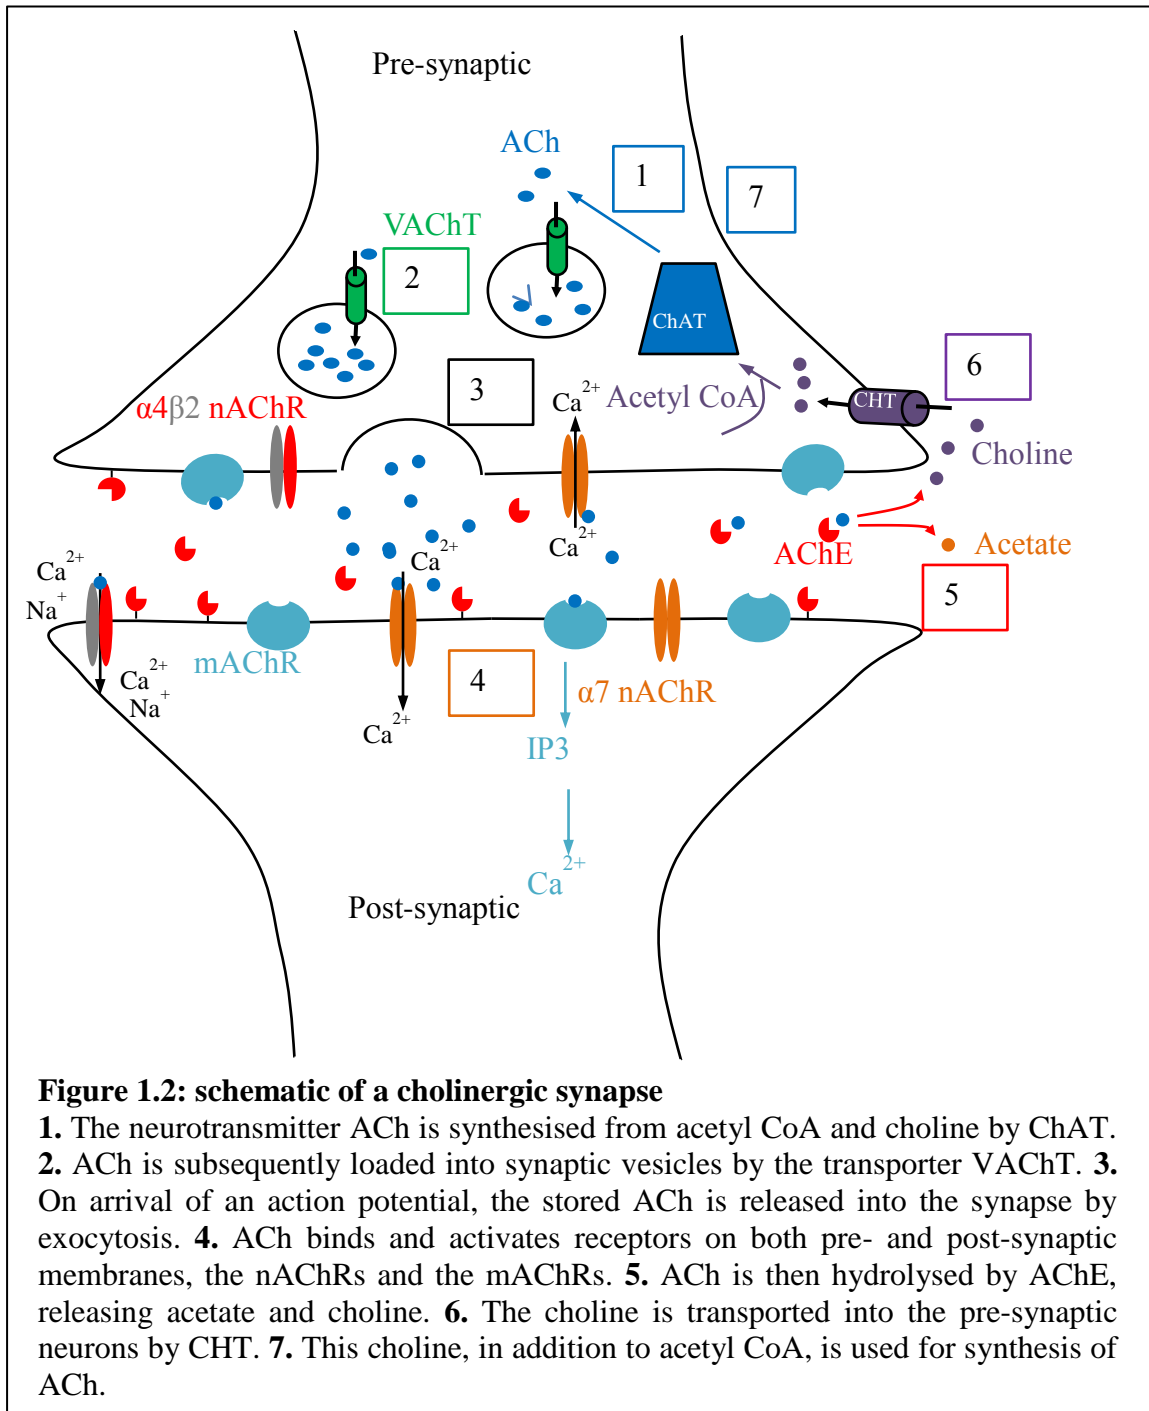 Pre-synaptic
ACh
1
7
VAChT
2
ChAT
3
6
Ca2+
Acetyl CoA
CHT
α4β2 nAChR
Choline
Ca2+
Ca2+
AChE
Acetate
Ca2+
Na+
5
mAChR
4
α7 nAChR
Ca2+
Na+
Ca2+
IP3
Ca2+
Post-synaptic
Figure 1.2: schematic of a cholinergic synapse
1. The neurotransmitter ACh is synthesised from acetyl CoA and choline by ChAT.
2. ACh is subsequently loaded into synaptic vesicles by the transporter VAChT. 3.
On arrival of an action potential, the stored ACh is released into the synapse by
exocytosis. 4. ACh binds and activates receptors on both pre- and post-synaptic
membranes, the nAChRs and the mAChRs. 5. ACh is then hydrolysed by AChE,
releasing acetate and choline. 6. The choline is transported into the pre-synaptic
neurons by CHT. 7. This choline, in addition to acetyl CoA, is used for synthesis of
ACh.